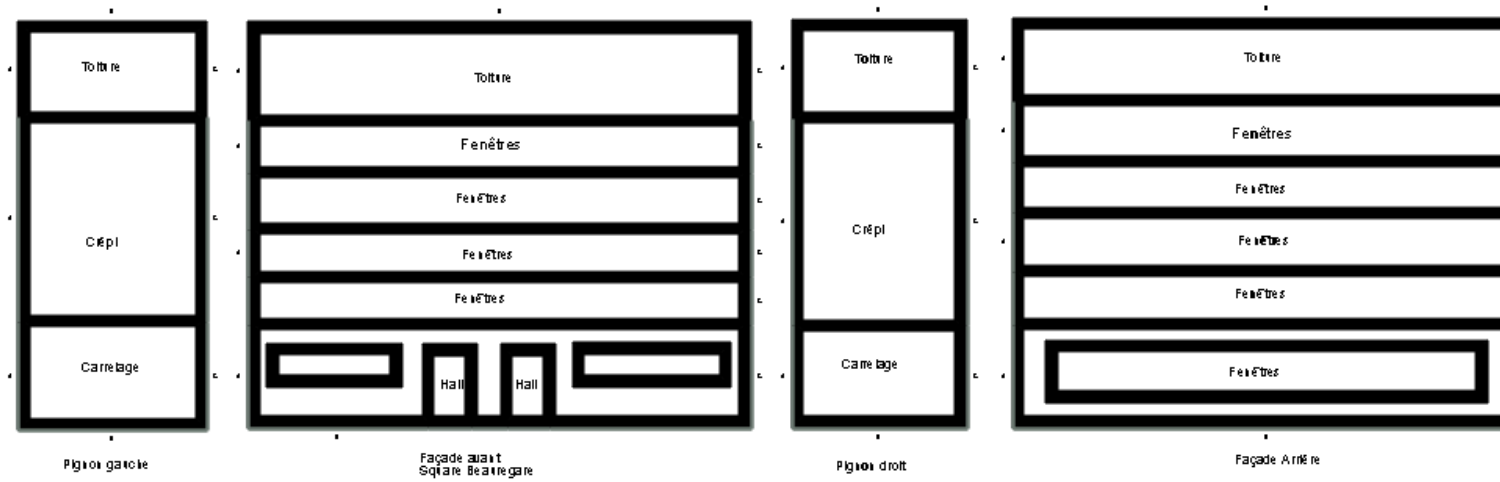 Toiture
Crépi
Carrelage
Pignon gauche
Toiture
Fenêtres
Fenêtres
Fenêtres
Fenêtres
Hall
Hall
Façade avant
Square Beauregare
Toiture
Crépi
Carrelage
Pignon droit
Toiture
Fenêtres
Fenêtres
Fenêtres
Fenêtres
Fenêtres
Façade Arrière